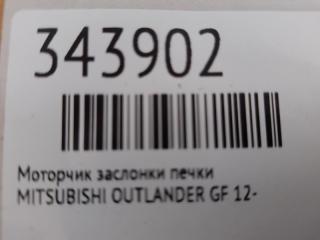 343902
Моторчик заслонки печки
MITSUBISHI OUTLANDER GF 12-